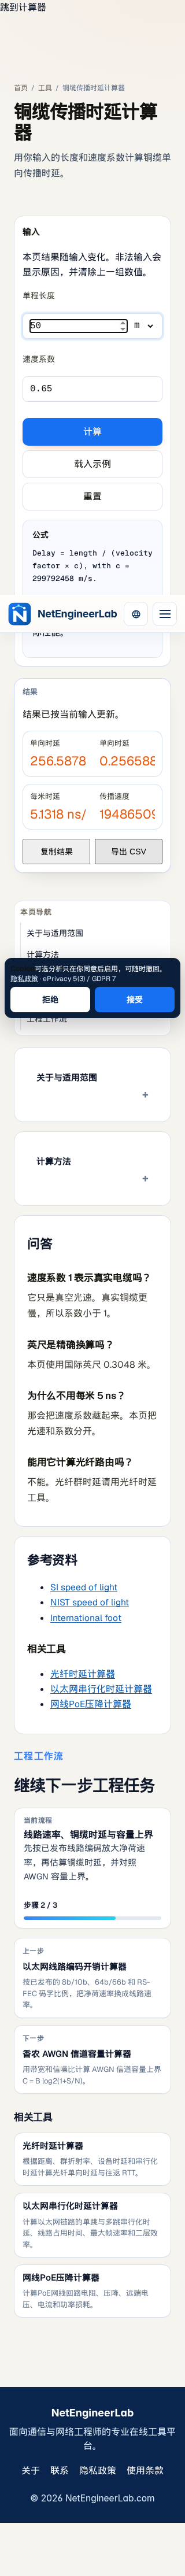 跳到计算器
首页 / 工具 / 铜缆传播时延计算器
铜缆传播时延计算
器
用你输入的长度和速度系数计算铜缆单
向传播时延。
输入
本页结果随输入变化。非法输入会
显示原因，并清除上一组数值。
单程长度
50 m
速度系数
0.65
计算
载入示例
重置
公式
Delay = length / (velocity
factor × c), with c =
299792458 m/s.
NetEngineerLab
结果
结果已按当前输入更新。
单向时延 单向时延
256.5878 0.256588
每米时延 传播速度
5.1318 ns/ 19486509
复制结果 导出 CSV
本页导航
关于与适用范围
计算方法
可选分析只在你同意后启用，可随时撤回。
隐私政策 · ePrivacy 5(3) / GDPR 7
拒绝 接受
工程工作流
关于与适用范围
+
计算方法
+
问答
速度系数 1 表示真实电缆吗？
它只是真空光速。真实铜缆更
慢，所以系数小于 1。
英尺是精确换算吗？
本页使用国际英尺 0.3048 米。
为什么不用每米 5 ns？
那会把速度系数藏起来。本页把
光速和系数分开。
能用它计算光纤路由吗？
不能。光纤群时延请用光纤时延
工具。
参考资料
• SI speed of light
• NIST speed of light
• International foot
相关工具
• 光纤时延计算器
• 以太网串行化时延计算器
• 网线PoE压降计算器
工程工作流
继续下一步工程任务
当前流程
线路速率、铜缆时延与容量上界
先按已发布线路编码放大净荷速
率，再估算铜缆时延，并对照
AWGN 容量上界。
步骤 2 / 3
上一步
以太网线路编码开销计算器
按已发布的 8b/10b、64b/66b 和 RS-
FEC 码字比例，把净荷速率换成线路速
率。
下一步
香农 AWGN 信道容量计算器
用带宽和信噪比计算 AWGN 信道容量上界
C = B log2(1+S/N)。
相关工具
光纤时延计算器
根据距离、群折射率、设备时延和串行化
时延计算光纤单向时延与往返 RTT。
以太网串行化时延计算器
计算以太网链路的单跳与多跳串行化时
延、线路占用时间、最大帧速率和二层效
率。
网线PoE压降计算器
计算PoE网线回路电阻、压降、远端电
压、电流和功率损耗。
NetEngineerLab
面向通信与网络工程师的专业在线工具平
台。
关于 联系 隐私政策 使用条款
© 2026 NetEngineerLab.com